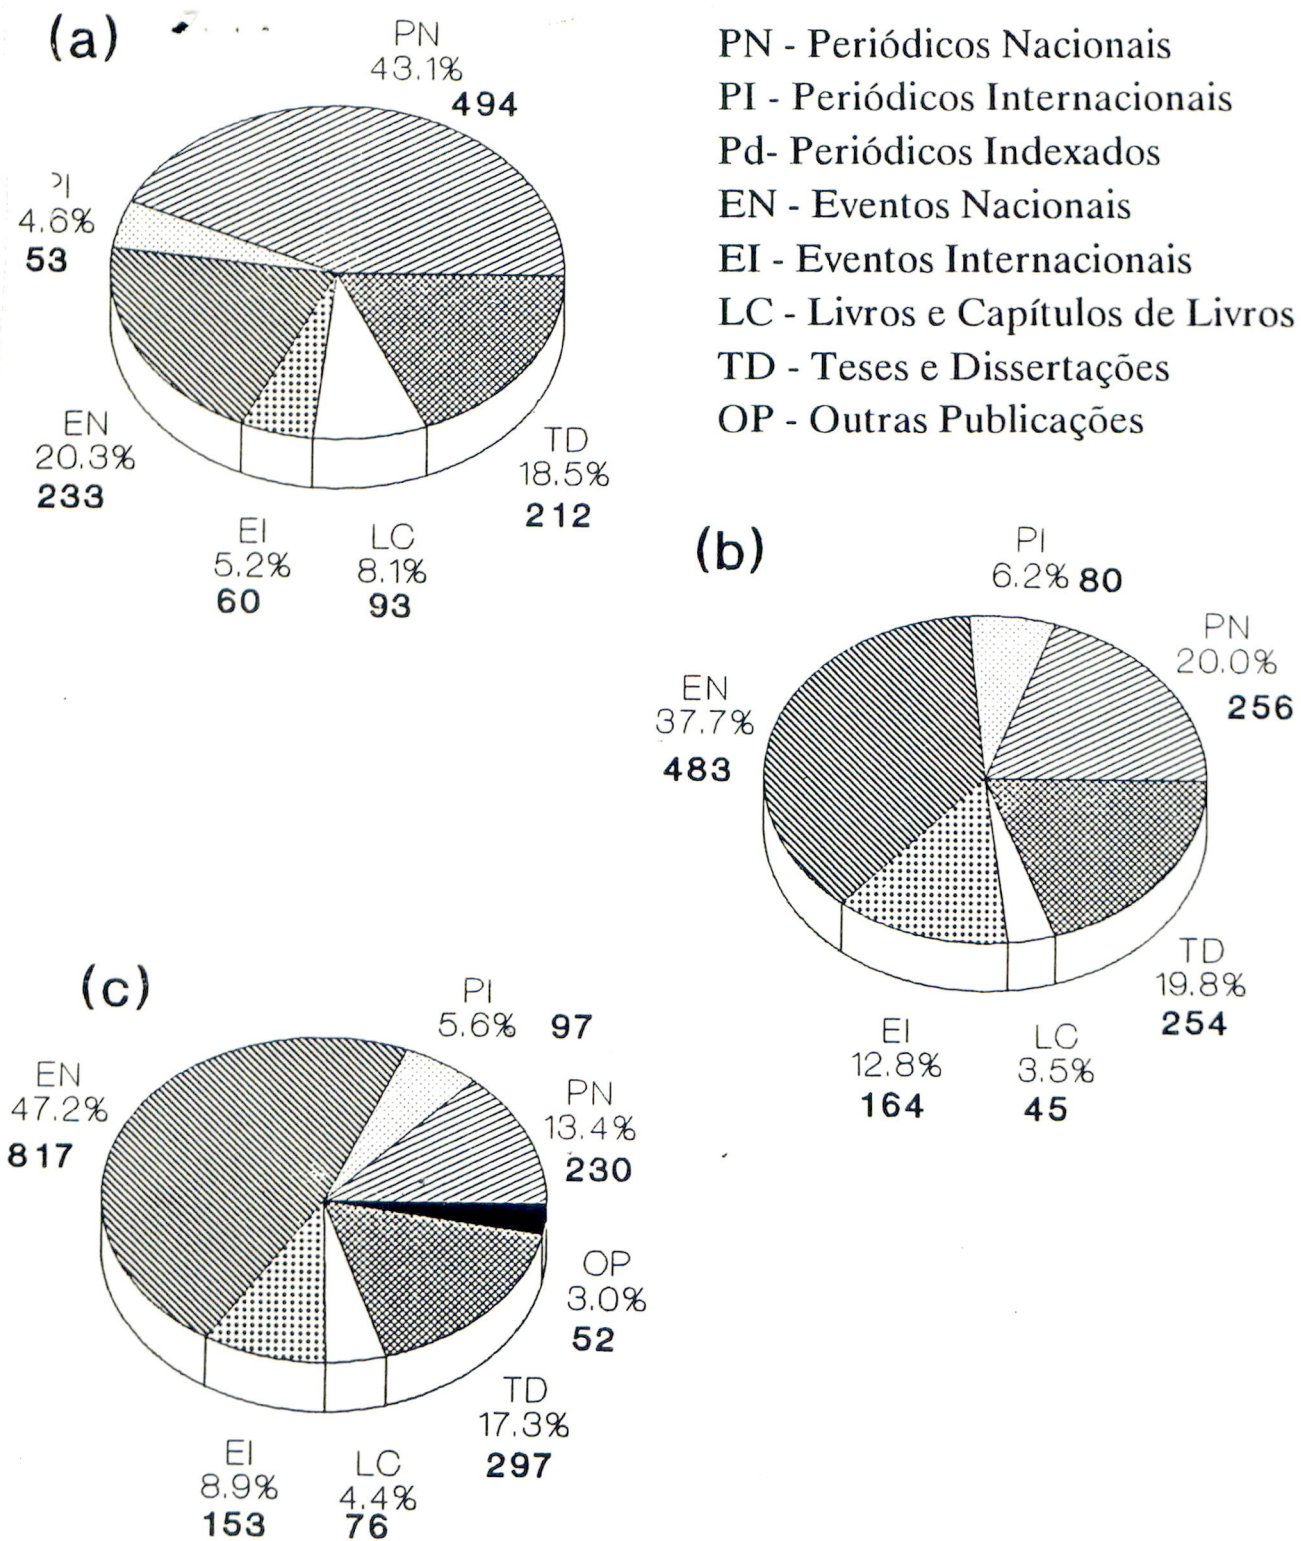 (a)
PN
43.1%
494
PI
4.6%
53
EN
20.3%
233
EI
5.2%
60
LC
8.1%
93
TD
18.5%
212
PN - Periódicos Nacionais
PI - Periódicos Internacionais
Pd- Periódicos Indexados
EN - Eventos Nacionais
EI - Eventos Internacionais
LC - Livros e Capítulos de Livros
TD - Teses e Dissertações
OP - Outras Publicações
(b)
PI
6.2% 80
PN
20.0%
256
EN
37.7%
483
TD
19.8%
254
EI
12.8%
164
LC
3.5%
45
(c)
PI
5.6% 97
EN
47.2%
817
PN
13.4%
230
OP
3.0%
52
TD
17.3%
297
EI
8.9%
153
LC
4.4%
76